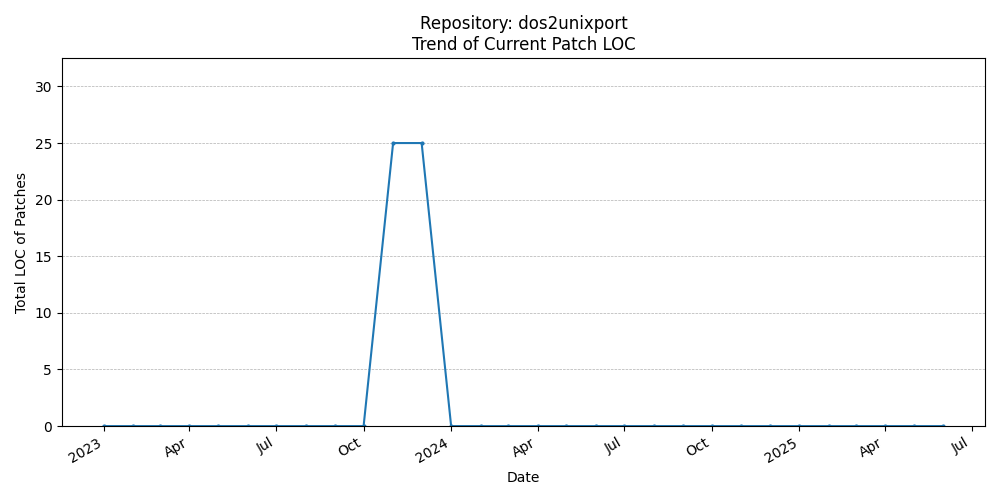 Repository: dos2unixport
Trend of Current Patch LOC
30
25
20
15
10
5
0
Total LOC of Patches
2023
Apr
Jul
Oct
2024
Apr
Jul
Oct
2025
Apr
Jul
Date